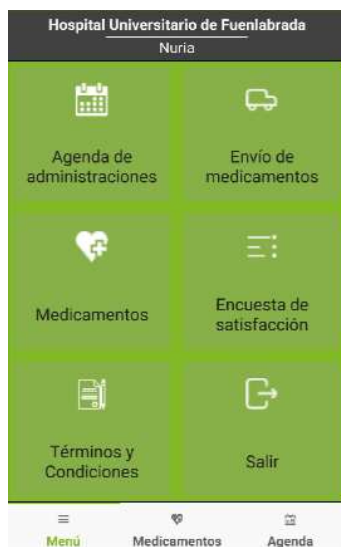 Hospital Universitario de Fuenlabrada
Nuria
Agenda de
administraciones
Envío de
medicamentos
Medicamentos
Encuesta de
satisfacción
Términos y
Condiciones
Salir
Menú
Medicamentos
Agenda